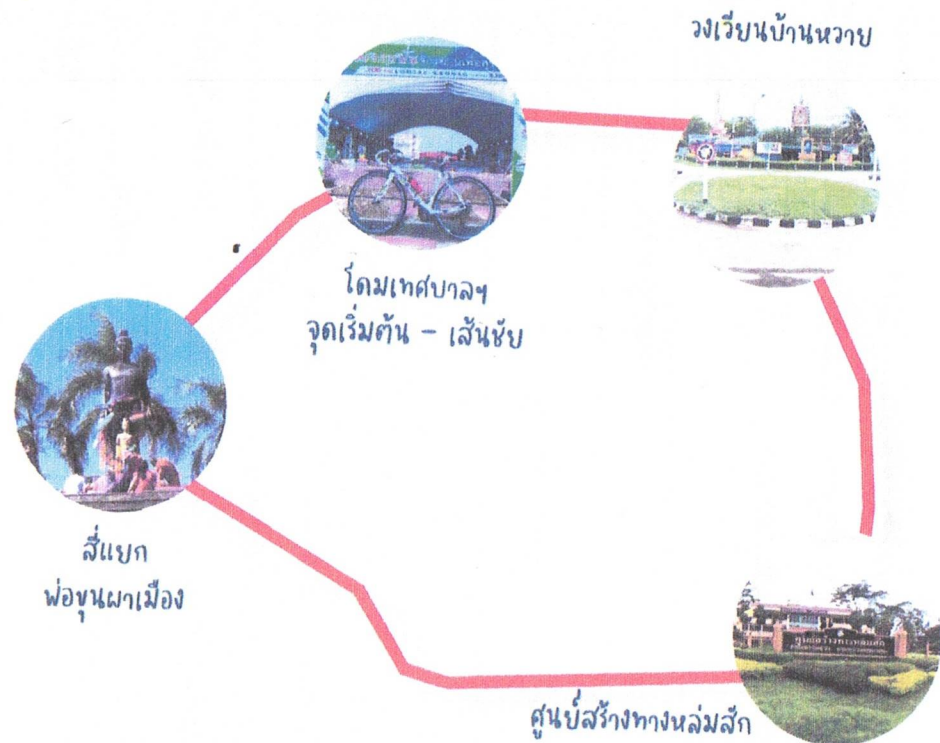 วงเวียนบ้านหวาย
โดมเทศบาลฯ
จุดเริ่มต้น - เส้นชัย
สี่แยก
พ่อขุนผาเมือง
ศูนย์สร้างทางหล่มสัก